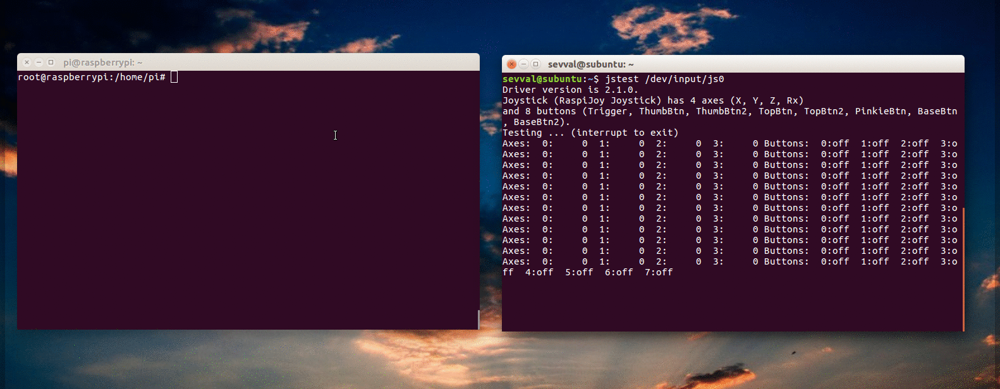 pi@raspberrypi: ~
root@raspberrypi:/home/pi#
sevval@subuntu: ~
sevval@subuntu:~$ jstest /dev/input/js0
Driver version is 2.1.0.
Joystick (RaspiJoy Joystick) has 4 axes (X, Y, Z, Rx)
and 8 buttons (Trigger, ThumbBtn, ThumbBtn2, TopBtn, TopBtn2, PinkieBtn, BaseBtn
, BaseBtn2).
Testing ... (interrupt to exit)
Axes:  0:     0  1:     0  2:     0  3:     0 Buttons:  0:off  1:off  2:off  3:o
Axes:  0:     0  1:     0  2:     0  3:     0 Buttons:  0:off  1:off  2:off  3:o
Axes:  0:     0  1:     0  2:     0  3:     0 Buttons:  0:off  1:off  2:off  3:o
Axes:  0:     0  1:     0  2:     0  3:     0 Buttons:  0:off  1:off  2:off  3:o
Axes:  0:     0  1:     0  2:     0  3:     0 Buttons:  0:off  1:off  2:off  3:o
Axes:  0:     0  1:     0  2:     0  3:     0 Buttons:  0:off  1:off  2:off  3:o
Axes:  0:     0  1:     0  2:     0  3:     0 Buttons:  0:off  1:off  2:off  3:o
Axes:  0:     0  1:     0  2:     0  3:     0 Buttons:  0:off  1:off  2:off  3:o
Axes:  0:     0  1:     0  2:     0  3:     0 Buttons:  0:off  1:off  2:off  3:o
Axes:  0:     0  1:     0  2:     0  3:     0 Buttons:  0:off  1:off  2:off  3:o
Axes:  0:     0  1:     0  2:     0  3:     0 Buttons:  0:off  1:off  2:off  3:o
Axes:  0:     0  1:     0  2:     0  3:     0 Buttons:  0:off  1:off  2:off  3:o
ff  4:off  5:off  6:off  7:off